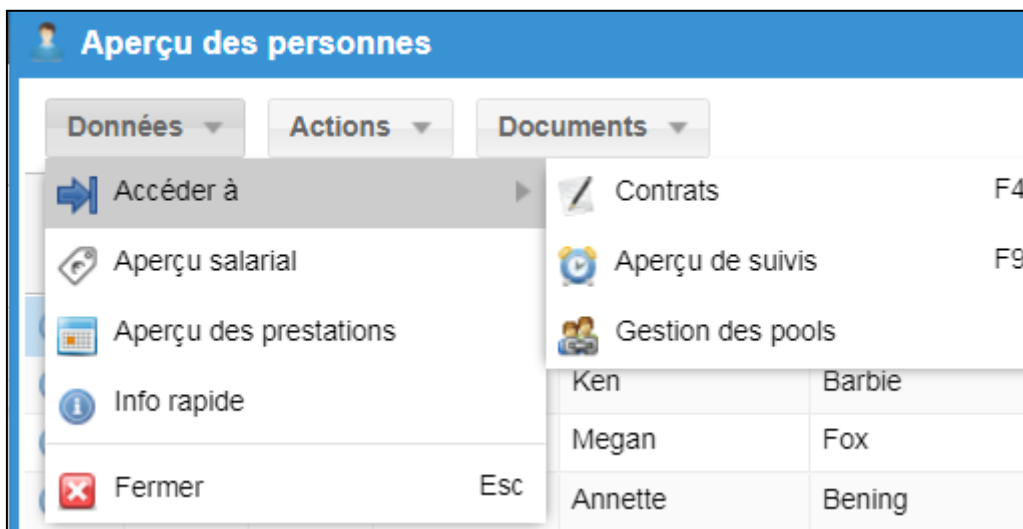 Aperçu des personnes
Données Actions Documents
Accéder à
Aperçu salarial
Aperçu des prestations
Info rapide
Fermer Esc
Contrats F4
Aperçu de suivis F9
Gestion des pools
Ken Barbie
Megan Fox
Annette Bening